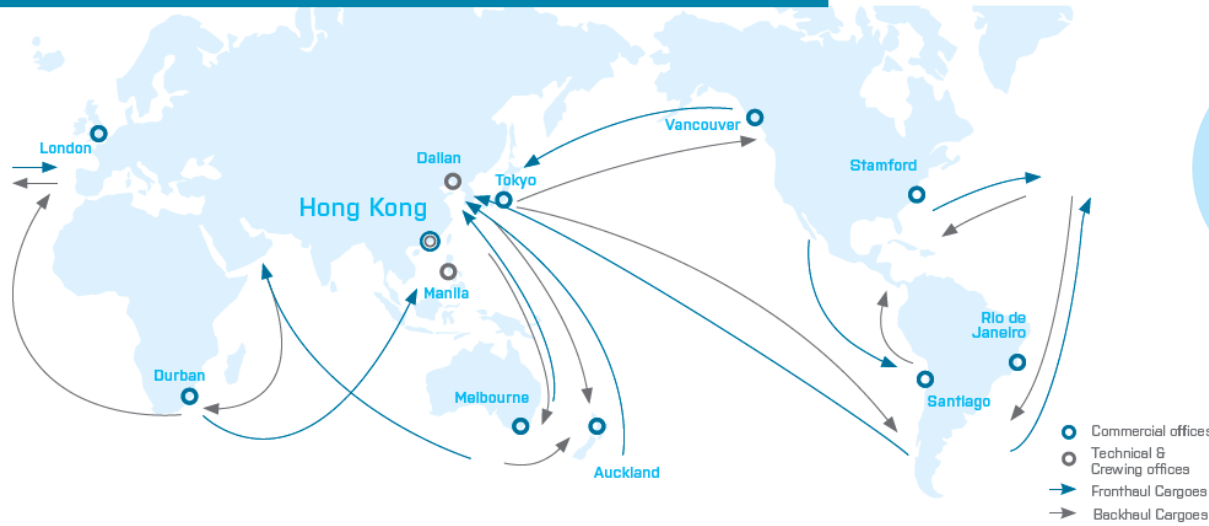 London
Dalian
Tokyo
Hong Kong
Manila
Vancouver
Stamford
Durban
Melbourne
Auckland
Rio de
Janeiro
Santiago
Commercial offices
Technical &
Crewing offices
Fronthaul Cargoes
Backhaul Cargoes